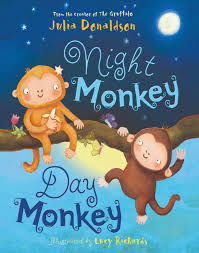 From the creator of The Gruffalo
Julia Donaldson
Night
Monkey
Day
Monkey
Illustrated by Lucy Richards